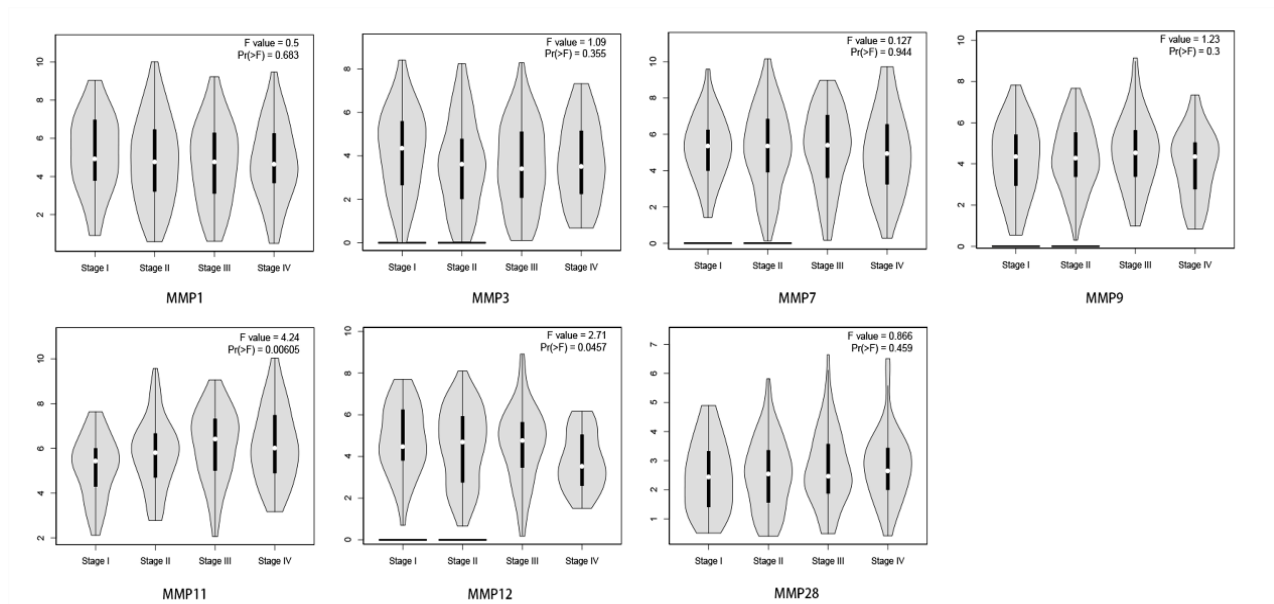 F value = 0.5
Pr(>F) = 0.683
10
8
6
4
2
Stage I Stage II Stage III Stage IV
MMP1
F value = 1.09
Pr(>F) = 0.355
8
6
4
2
0
Stage I Stage II Stage III Stage IV
MMP3
F value = 0.127
Pr(>F) = 0.944
10
8
6
4
2
0
Stage I Stage II Stage III Stage IV
MMP7
F value = 1.23
Pr(>F) = 0.3
10
8
6
4
2
0
Stage I Stage II Stage III Stage IV
MMP9
F value = 4.24
Pr(>F) = 0.00605
10
8
6
4
2
Stage I Stage II Stage III Stage IV
MMP11
F value = 2.71
Pr(>F) = 0.0457
10
8
6
4
2
0
Stage I Stage II Stage III Stage IV
MMP12
F value = 0.866
Pr(>F) = 0.459
7
6
5
4
3
2
1
Stage I Stage II Stage III Stage IV
MMP28